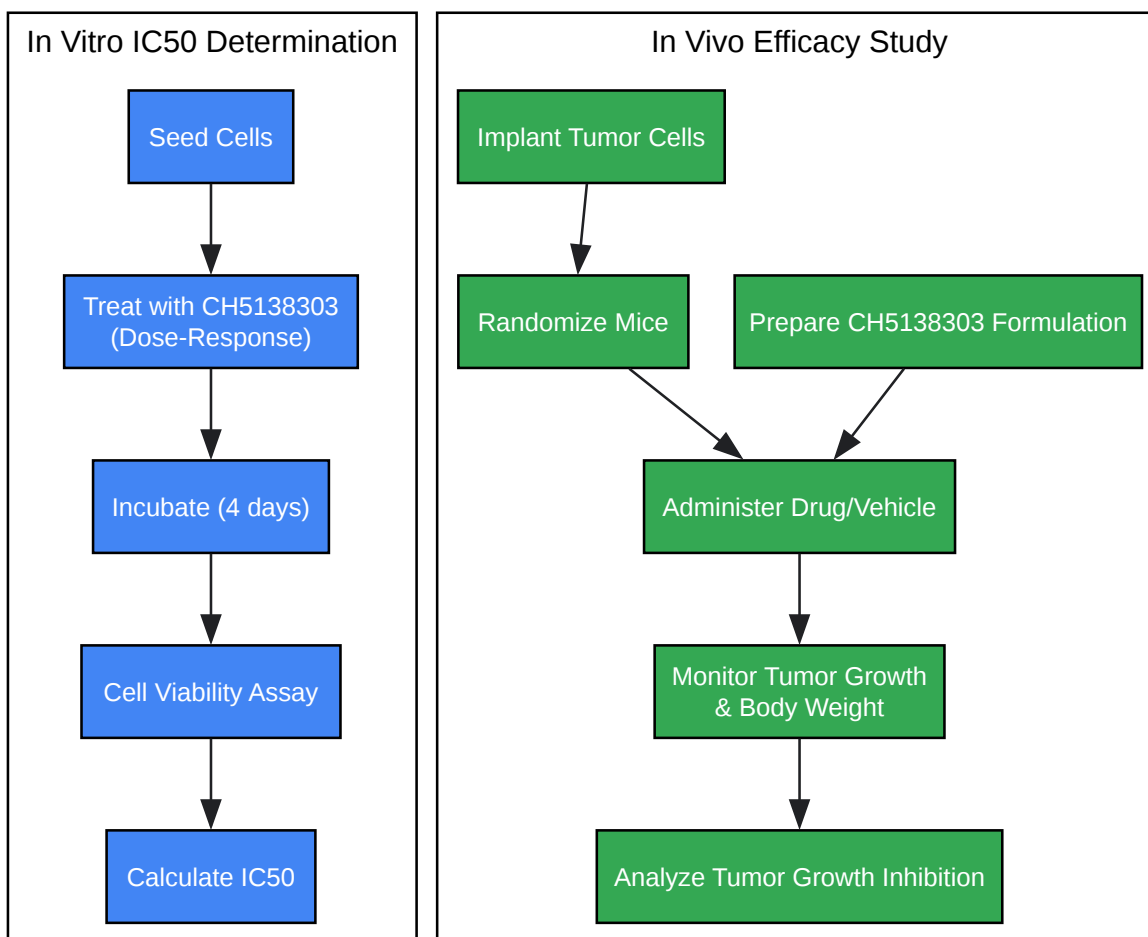 In Vitro IC50 Determination
Seed Cells
Treat with CH5138303
(Dose-Response)
Incubate (4 days)
Cell Viability Assay
Calculate IC50
In Vivo Efficacy Study
Implant Tumor Cells
Randomize Mice
Prepare CH5138303 Formulation
Administer Drug/Vehicle
Monitor Tumor Growth
& Body Weight
Analyze Tumor Growth Inhibition